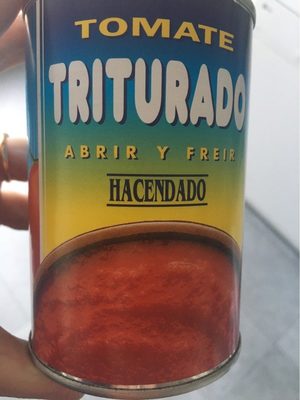 TOMATE
TRITURADO
ABRIR Y FREIR
HACENDADO